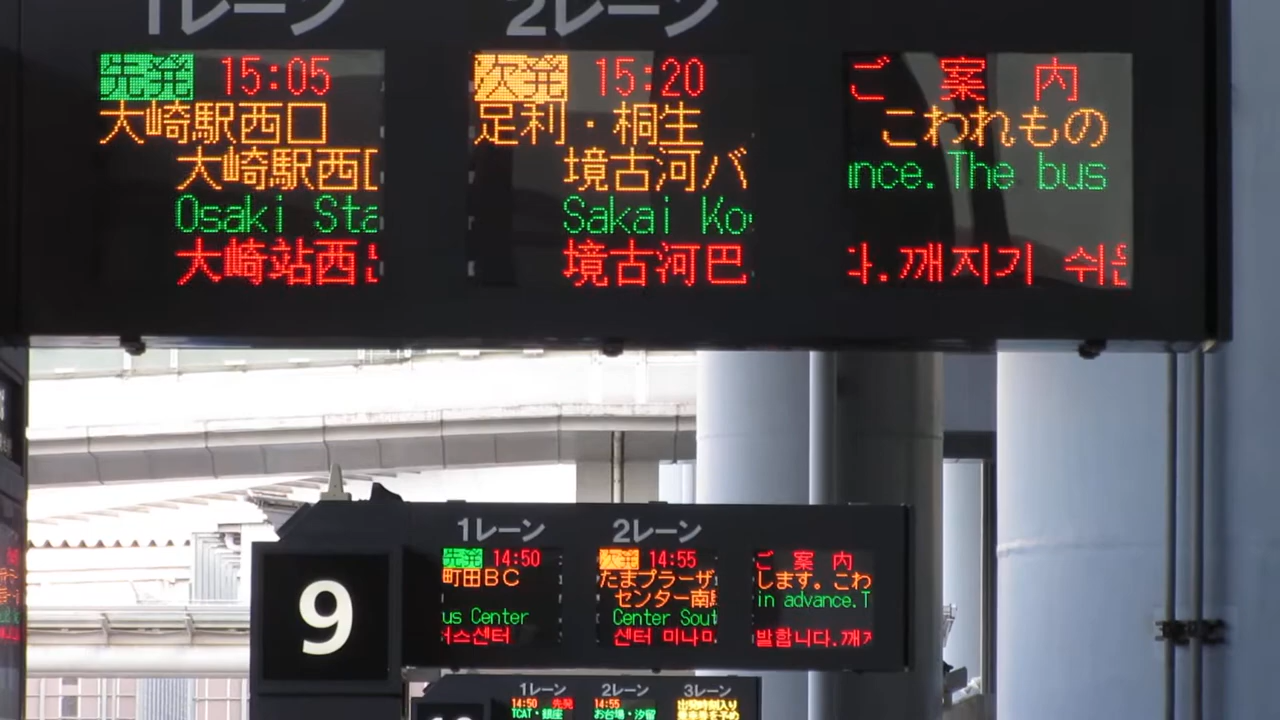 1レーン
2レーン
先発 15:05
大崎駅西口
大崎駅西口
Osaki Sta
大崎站西出
次発 15:20
足利・桐生
境古河バ
Sakai Ko
境古河巴
ご案内
こわれもの
nce. The bus
다.깨지기 쉬운
9
1レーン
2レーン
先発 14:50
町田BC
us Center
스센터
次発 14:55
たまプラーザ
センター南
Center Sout
센터 미나미
ご案内
します。こわ
in advance.T
발합니다.깨지
1レーン
2レーン
3レーン
14:50 先発
TCAT・銀座
14:55
お台場・汐留